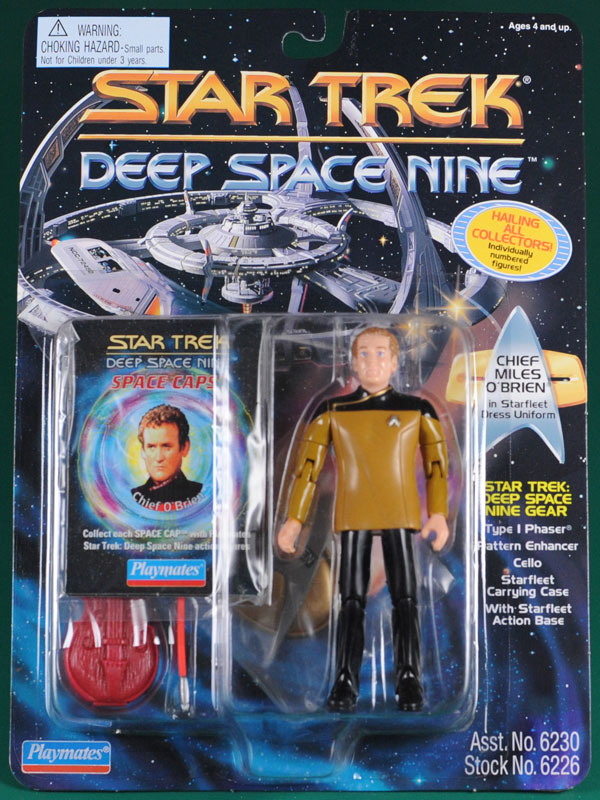 WARNING:
CHOKING HAZARD-Small parts.
Not for Children under 3 years.
Ages 4 and up.
STAR TREK®
DEEP SPACE NINE™
HAILING
ALL
COLLECTORS!
Individually
numbered
figures!
STAR TREK
DEEP SPACE NINE
SPACE CAPS
Chief O'Brien
Collect each SPACE CAP™ with Playmates
Star Trek: Deep Space Nine action figures
Playmates
CHIEF
MILES
O'BRIEN
in Starfleet
Dress Uniform
STAR TREK:
DEEP SPACE
NINE GEAR
Type I Phaser®
Pattern Enhancer
Cello
Starfleet
Carrying Case
With Starfleet
Action Base
Playmates®
Asst. No. 6230
Stock No. 6226